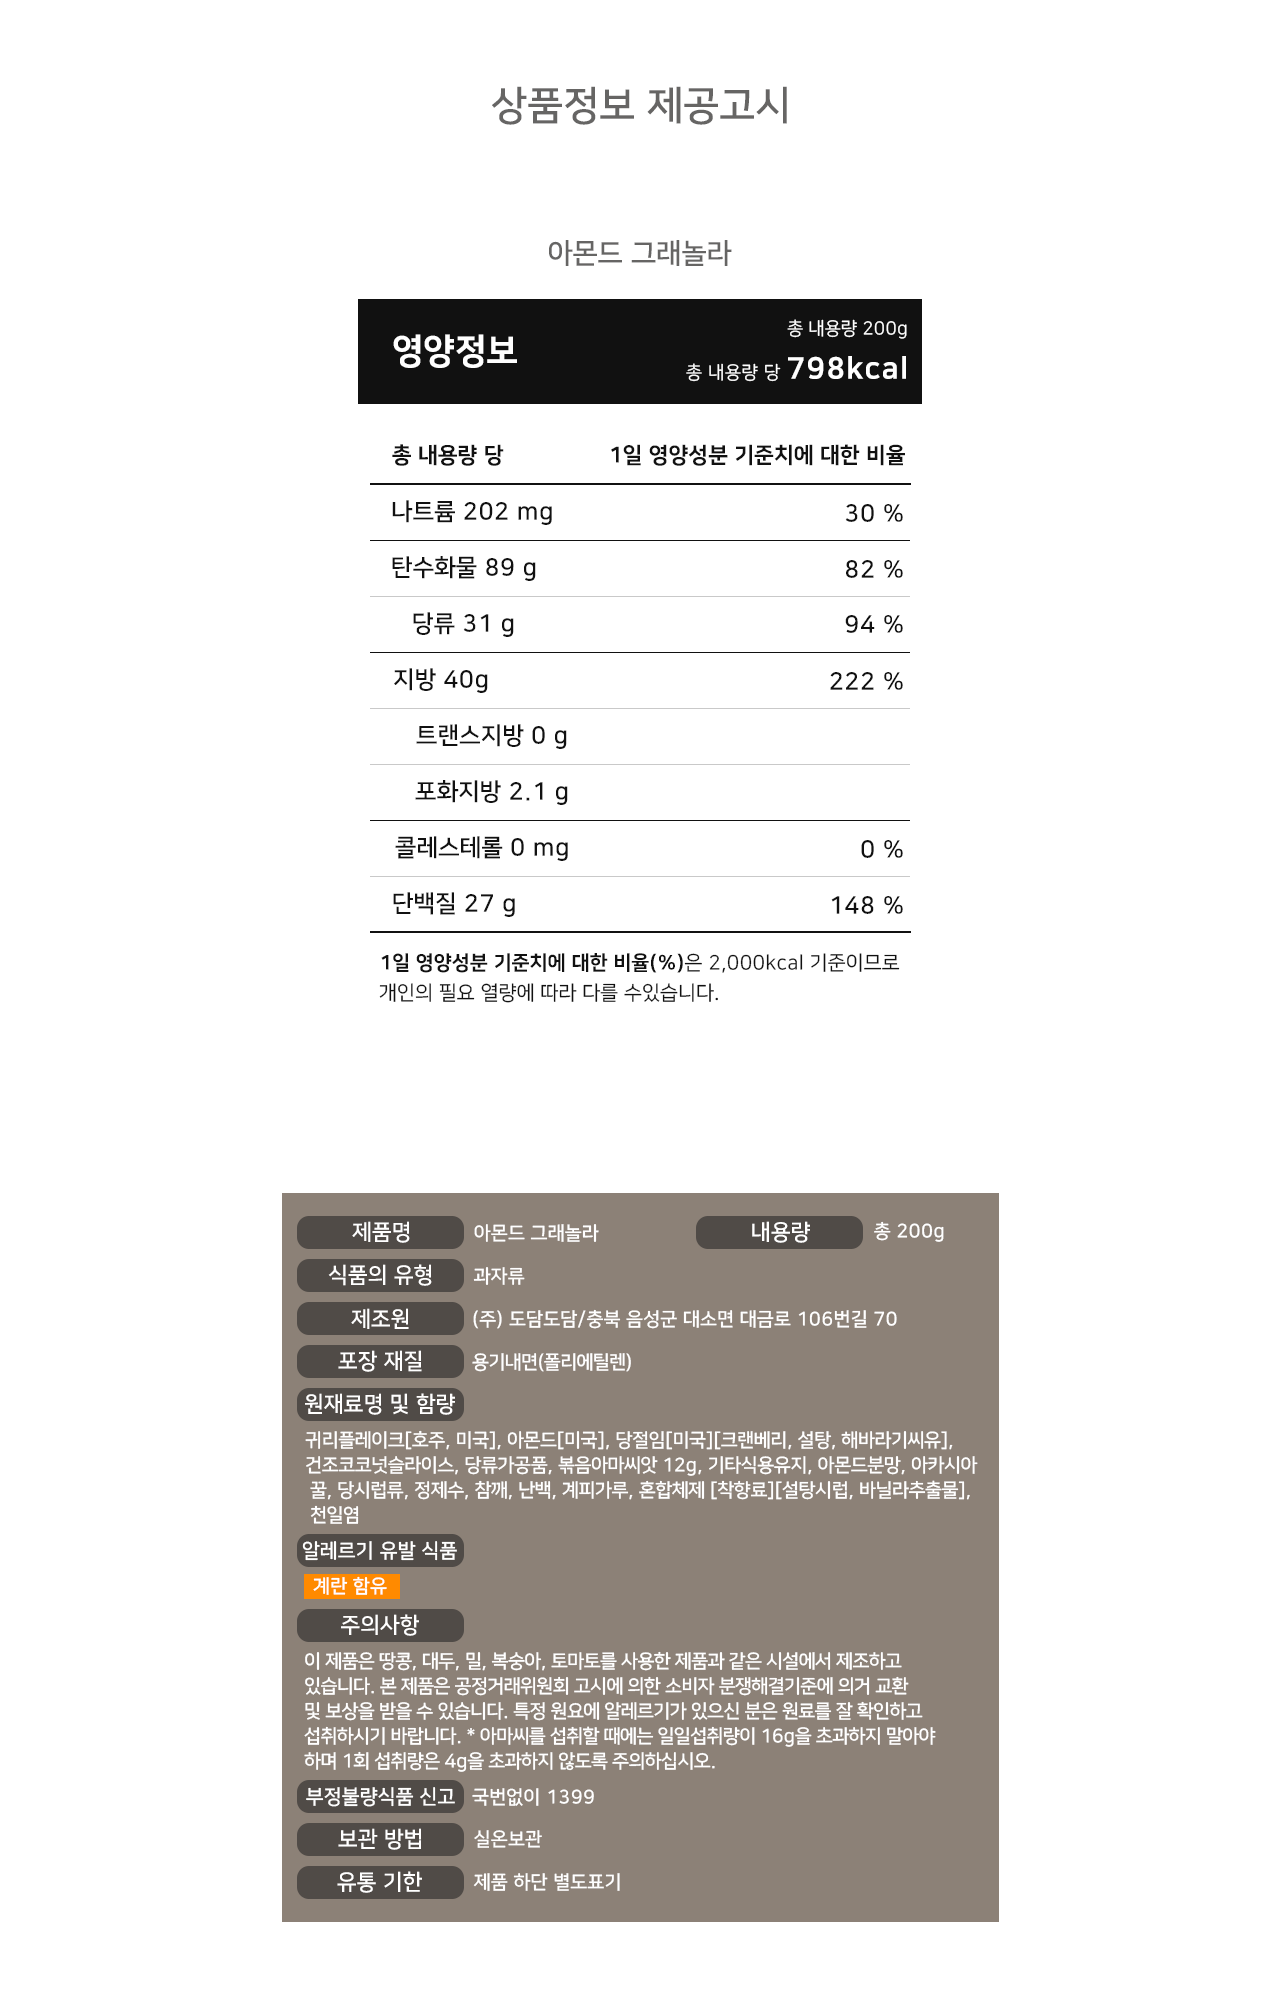 상품정보 제공고시
아몬드 그래놀라
영양정보
총 내용량 200g
총 내용량 당 798kcal
총 내용량 당 1일 영양성분 기준치에 대한 비율
나트륨 202 mg 30 %
탄수화물 89 g 82 %
당류 31 g 94 %
지방 40g 222 %
트랜스지방 0 g
포화지방 2.1 g
콜레스테롤 0 mg 0 %
단백질 27 g 148 %
1일 영양성분 기준치에 대한 비율(%)은 2,000kcal 기준이므로
개인의 필요 열량에 따라 다를 수있습니다.
제품명 아몬드 그래놀라 내용량 총 200g
식품의 유형 과자류
제조원 (주) 도담도담/충북 음성군 대소면 대금로 106번길 70
포장 재질 용기내면(폴리에틸렌)
원재료명 및 함량
귀리플레이크[호주, 미국], 아몬드[미국], 당절임[미국][크랜베리, 설탕, 해바라기씨유],
건조코코넛슬라이스, 당류가공품, 볶음아마씨앗 12g, 기타식용유지, 아몬드분망, 아카시아
꿀, 당시럽류, 정제수, 참깨, 난백, 계피가루, 혼합체제 [착향료][설탕시럽, 바닐라추출물],
천일염
알레르기 유발 식품
계란 함유
주의사항
이 제품은 땅콩, 대두, 밀, 복숭아, 토마토를 사용한 제품과 같은 시설에서 제조하고
있습니다. 본 제품은 공정거래위원회 고시에 의한 소비자 분쟁해결기준에 의거 교환
및 보상을 받을 수 있습니다. 특정 원요에 알레르기가 있으신 분은 원료를 잘 확인하고
섭취하시기 바랍니다. * 아마씨를 섭취할 때에는 일일섭취량이 16g을 초과하지 말아야
하며 1회 섭취량은 4g을 초과하지 않도록 주의하십시오.
부정불량식품 신고 국번없이 1399
보관 방법 실온보관
유통 기한 제품 하단 별도표기